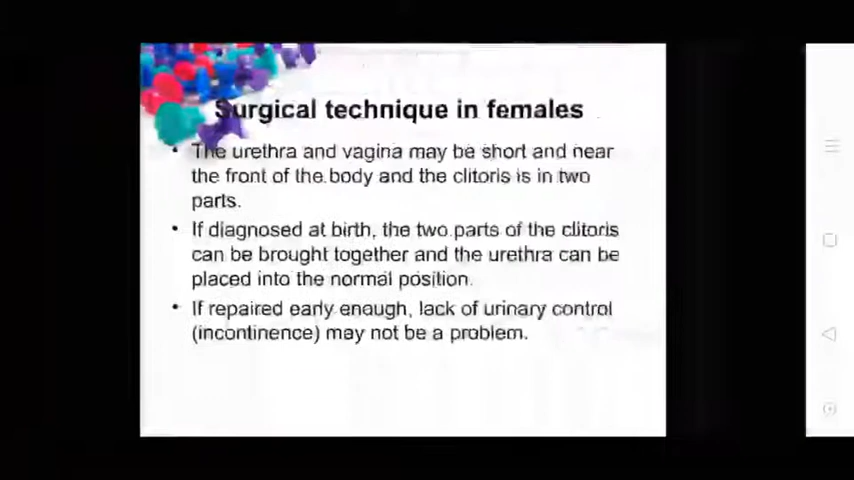 Surgical technique in females
• The urethra and vagina may be short and near
the front of the body and the clitoris is in two
parts.
• If diagnosed at birth, the two parts of the clitoris
can be brought together and the urethra can be
placed into the normal position.
• If repaired early enough, lack of urinary control
(incontinence) may not be a problem.